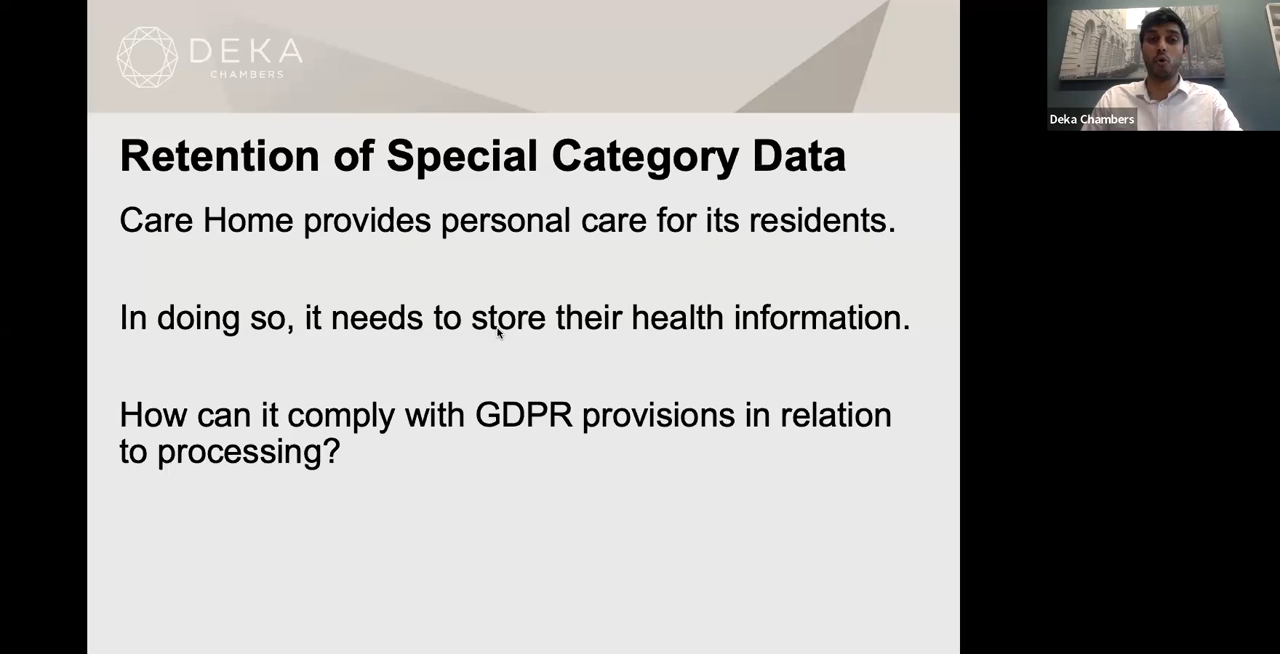 DEKA
CHAMBERS
Deka Chambers
Retention of Special Category Data
Care Home provides personal care for its residents.
In doing so, it needs to store their health information.
How can it comply with GDPR provisions in relation
to processing?